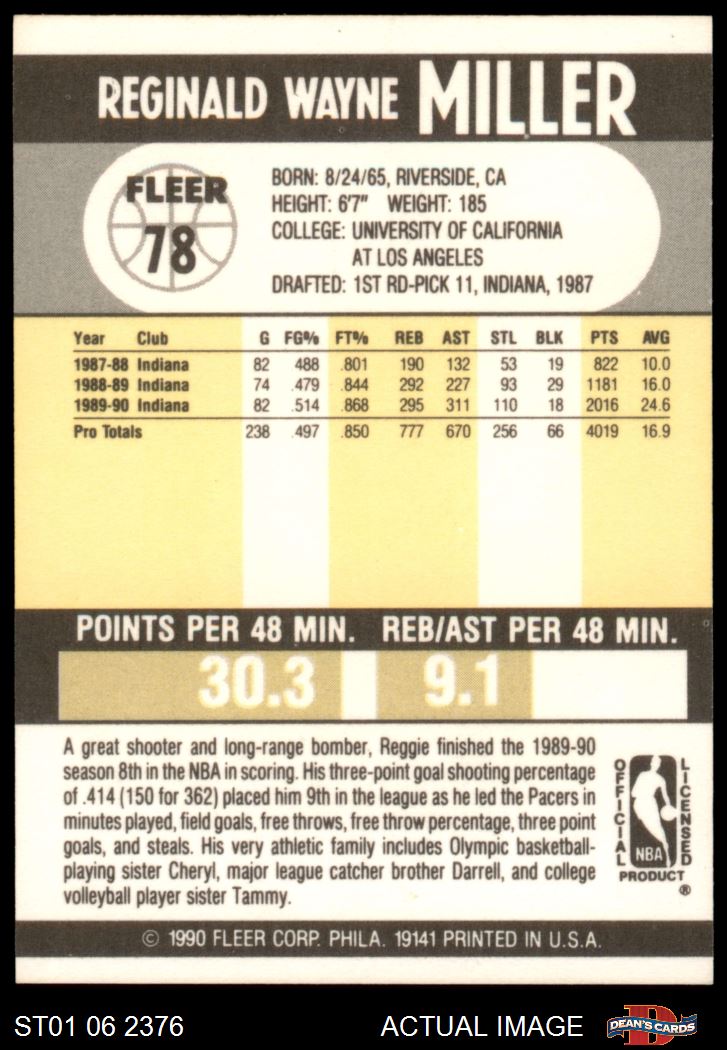 REGINALD WAYNE MILLER
FLEER
78
BORN: 8/24/65, RIVERSIDE, CA
HEIGHT: 6'7" WEIGHT: 185
COLLEGE: UNIVERSITY OF CALIFORNIA
AT LOS ANGELES
DRAFTED: 1ST RD-PICK 11, INDIANA, 1987
Year Club G FG% FT% REB AST STL BLK PTS AVG
1987-88 Indiana 82 .488 .801 190 132 53 19 822 10.0
1988-89 Indiana 74 .479 .844 292 227 93 29 1181 16.0
1989-90 Indiana 82 .514 .868 295 311 110 18 2016 24.6
Pro Totals 238 .497 .850 777 670 256 66 4019 16.9
POINTS PER 48 MIN. REB/AST PER 48 MIN.
30.3 9.1
A great shooter and long-range bomber, Reggie finished the 1989-90
season 8th in the NBA in scoring. His three-point goal shooting percentage
of .414 (150 for 362) placed him 9th in the league as he led the Pacers in
minutes played, field goals, free throws, free throw percentage, three point
goals, and steals. His very athletic family includes Olympic basketball-
playing sister Cheryl, major league catcher brother Darrell, and college
volleyball player sister Tammy.
OFFICIAL
LICENSED
NBA
PRODUCT
®
© 1990 FLEER CORP. PHILA. 19141 PRINTED IN U.S.A.
ST01 06 2376 ACTUAL IMAGE D DEAN'S CARDS